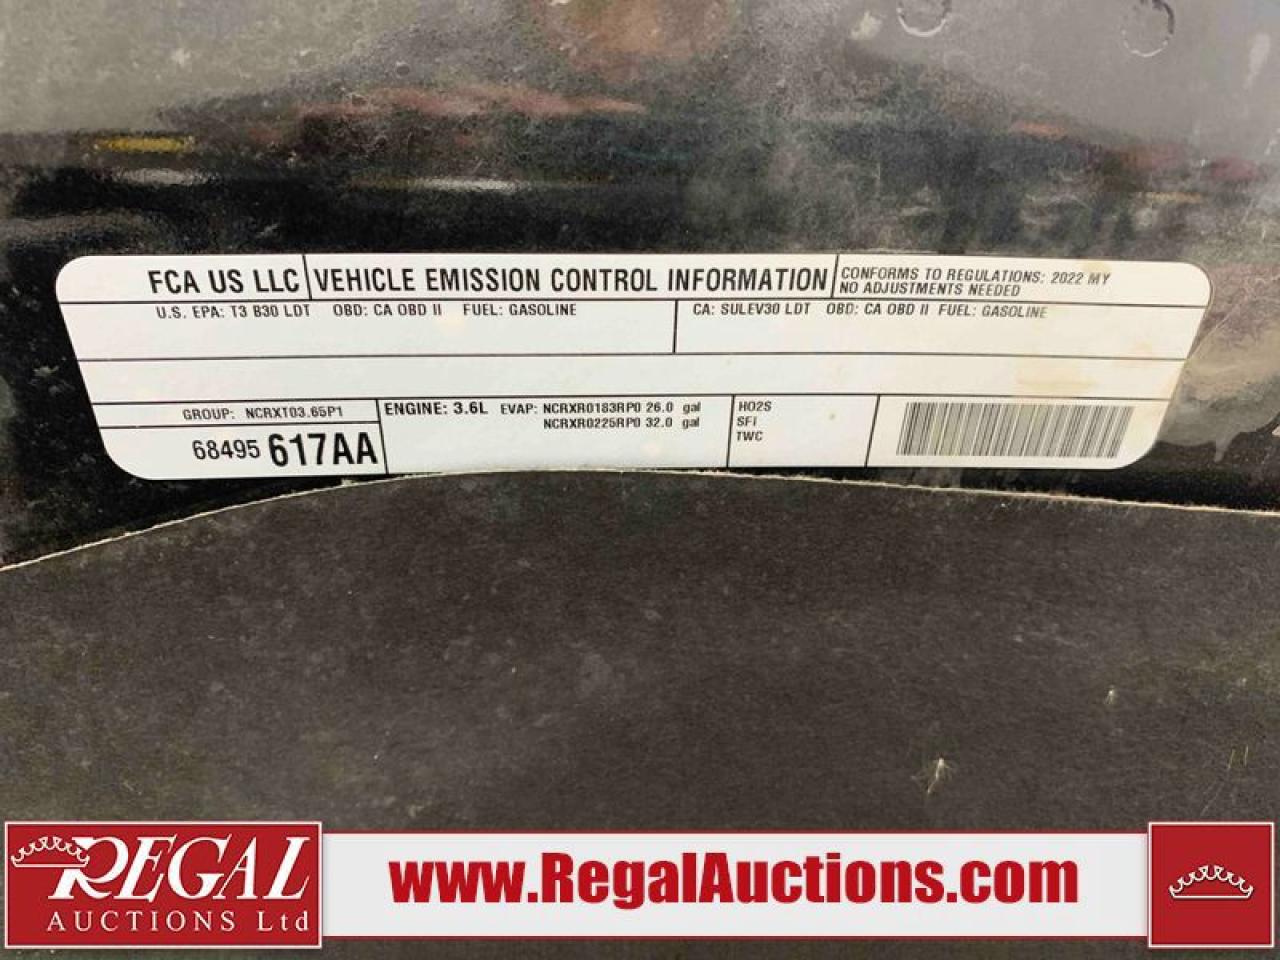 FCA US LLC
VEHICLE EMISSION CONTROL INFORMATION
CONFORMS TO REGULATIONS: 2022 MY
NO ADJUSTMENTS NEEDED
U.S. EPA: T3 B30 LDT OBD: CA OBD II FUEL: GASOLINE
CA: SULEV30 LDT OBD: CA OBD II FUEL: GASOLINE
GROUP: NCRXT03.65P1
68495 617AA
ENGINE: 3.6L EVAP: NCRXR0183RP0 26.0 gal
NCRXR0225RP0 32.0 gal
HO2S
SFI
TWC
REGAL
AUCTIONS Ltd
www.RegalAuctions.com